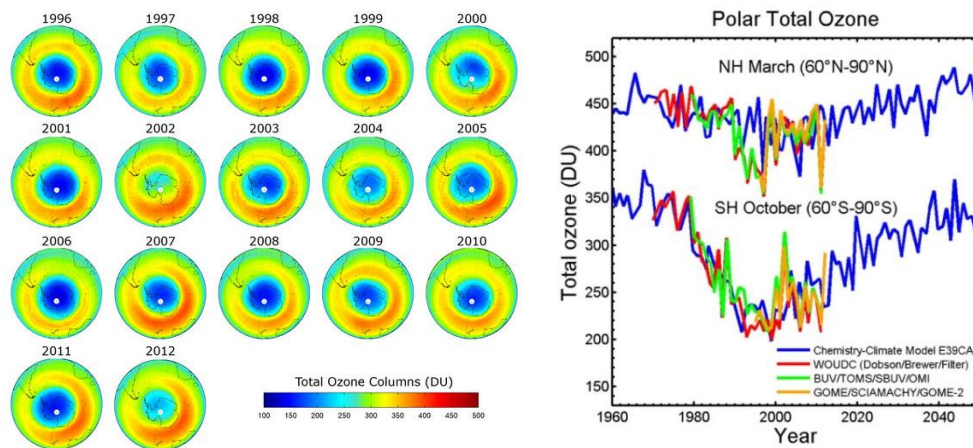 1996 1997 1998 1999 2000
2001 2002 2003 2004 2005
2006 2007 2008 2009 2010
2011 2012
Total Ozone Columns (DU)
100 150 200 250 300 350 400 450 500
Polar Total Ozone
NH March (60°N-90°N)
SH October (60°S-90°S)
Total ozone (DU)
500
450
400
350
300
250
200
150
Chemistry-Climate Model E39CA
WOUDC (Dobson/Brewer/Filter)
BUV/TOMS/SBUV/OMI
GOME/SCIAMACHY/GOME-2
1960 1980 2000 2020 2040
Year